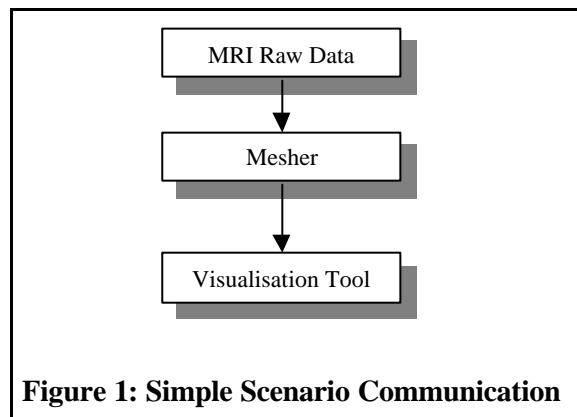 MRI Raw Data
Mesher
Visualisation Tool
Figure 1: Simple Scenario Communication